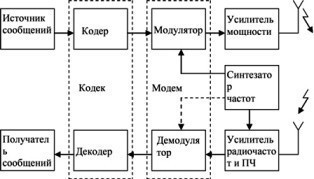 Источник
сообщений
Кодер
Модулятор
Усилитель
мощности
Кодек
Модем
Синтезато
р
частот
Получател
ь
сообщений
Декодер
Демодуля
тор
Усилитель
радиочасто
т и ПЧ